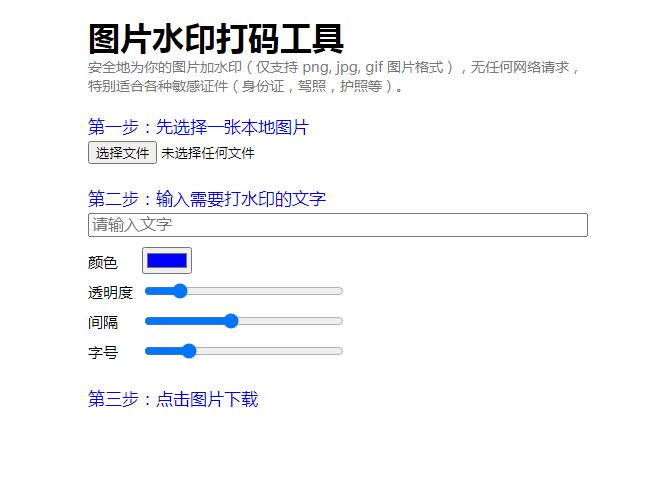 图片水印打码工具
安全地为你的图片加水印（仅支持 png, jpg, gif 图片格式），无任何网络请求，
特别适合各种敏感证件（身份证，驾照，护照等）。
第一步：先选择一张本地图片
选择文件 未选择任何文件
第二步：输入需要打水印的文字
请输入文字
颜色
透明度
间隔
字号
第三步：点击图片下载